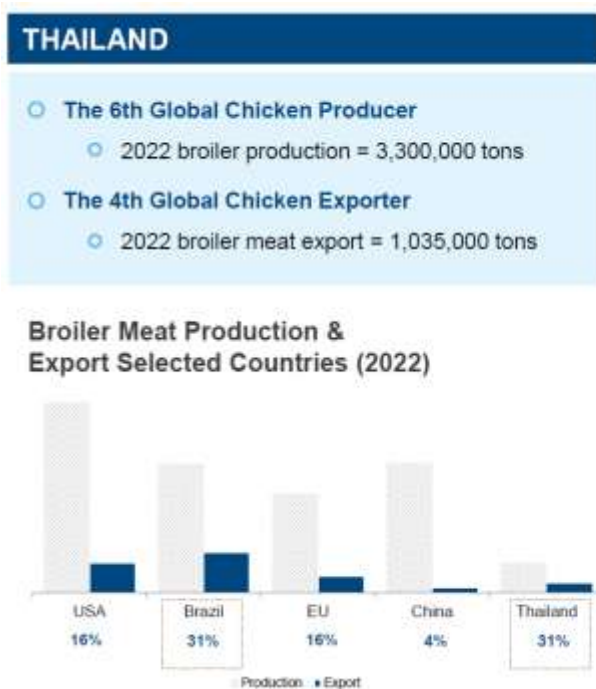 THAILAND
The 6th Global Chicken Producer
2022 broiler production = 3,300,000 tons
The 4th Global Chicken Exporter
2022 broiler meat export = 1,035,000 tons
Broiler Meat Production &
Export Selected Countries (2022)
USA Brazil EU China Thailand
16% 31% 16% 4% 31%
Production Export